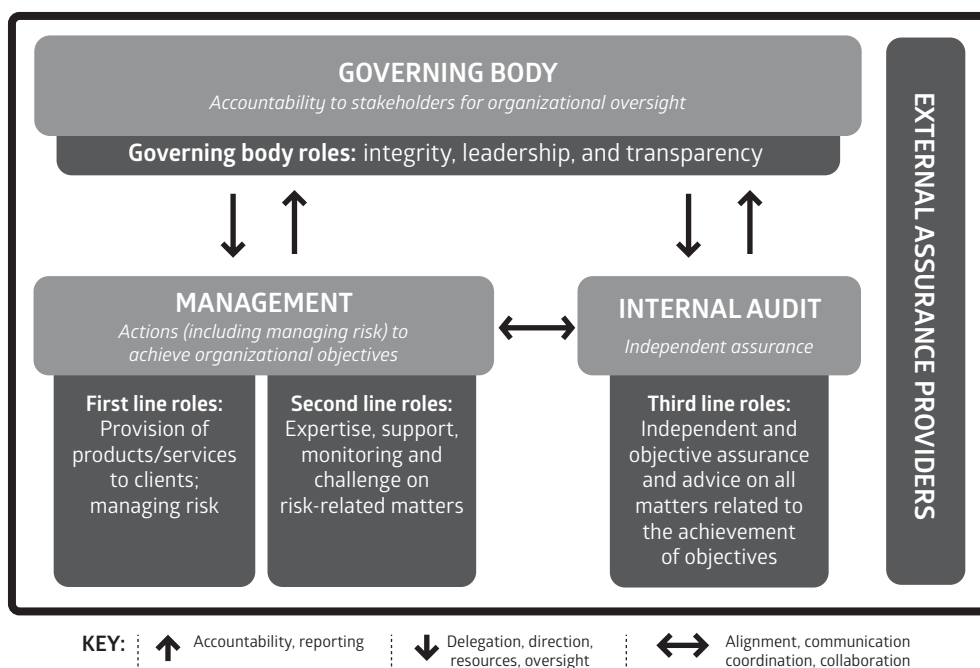 GOVERNING BODY
Accountability to stakeholders for organizational oversight
Governing body roles: integrity, leadership, and transparency
MANAGEMENT
Actions (including managing risk) to
achieve organizational objectives
First line roles:
Provision of
products/services
to clients;
managing risk
Second line roles:
Expertise, support,
monitoring and
challenge on
risk-related matters
INTERNAL AUDIT
Independent assurance
Third line roles:
Independent and
objective assurance
and advice on all
matters related to
the achievement
of objectives
EXTERNAL ASSURANCE PROVIDERS
KEY:
Accountability, reporting
Delegation, direction,
resources, oversight
Alignment, communication
coordination, collaboration